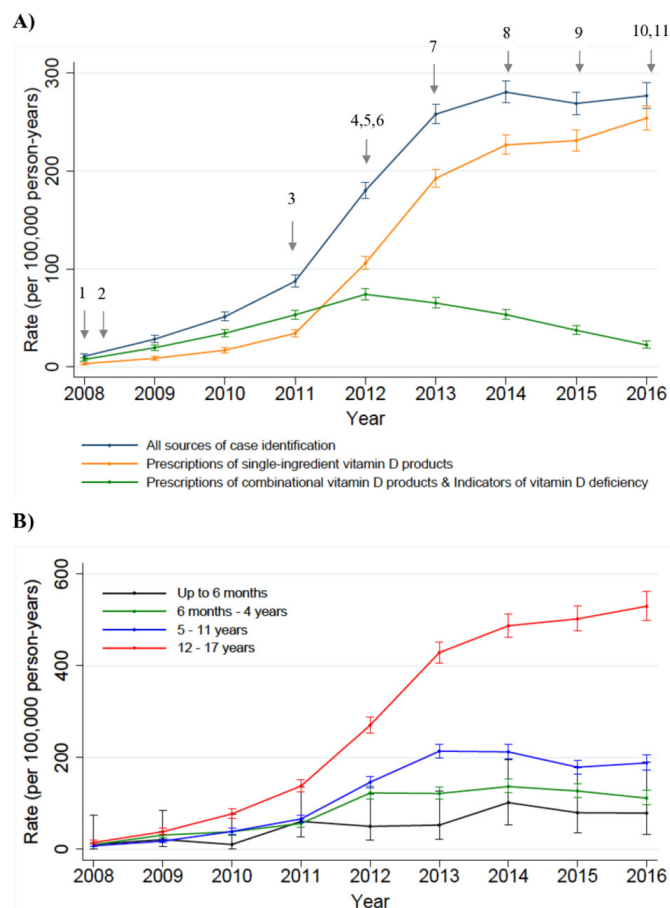 A)
10,11
7
8
9
4,5,6
3
1
2
Rate (per 100,000 person-years)
300
200
100
0
2008 2009 2010 2011 2012 2013 2014 2015 2016
Year
All sources of case identification
Prescriptions of single-ingredient vitamin D products
Prescriptions of combinational vitamin D products & Indicators of vitamin D deficiency
B)
Rate (per 100,000 person-years)
600
400
200
0
Up to 6 months
6 months - 4 years
5 - 11 years
12 - 17 years
2008 2009 2010 2011 2012 2013 2014 2015 2016
Year